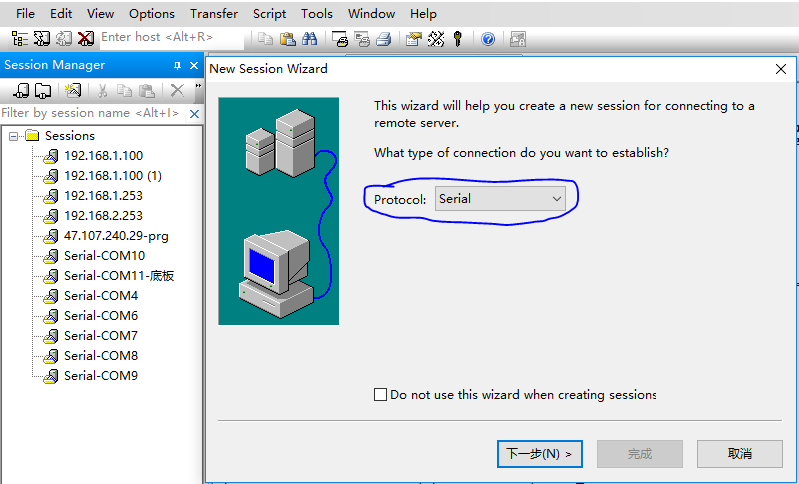 File Edit View Options Transfer Script Tools Window Help
Enter host <Alt+R>
Session Manager
Filter by session name <Alt+I>
Sessions
192.168.1.100
192.168.1.100 (1)
192.168.1.253
192.168.2.253
47.107.240.29-prg
Serial-COM10
Serial-COM11-底板
Serial-COM4
Serial-COM6
Serial-COM7
Serial-COM8
Serial-COM9
New Session Wizard
This wizard will help you create a new session for connecting to a
remote server.
What type of connection do you want to establish?
Protocol: Serial
Do not use this wizard when creating sessions
下一步(N) >
完成
取消